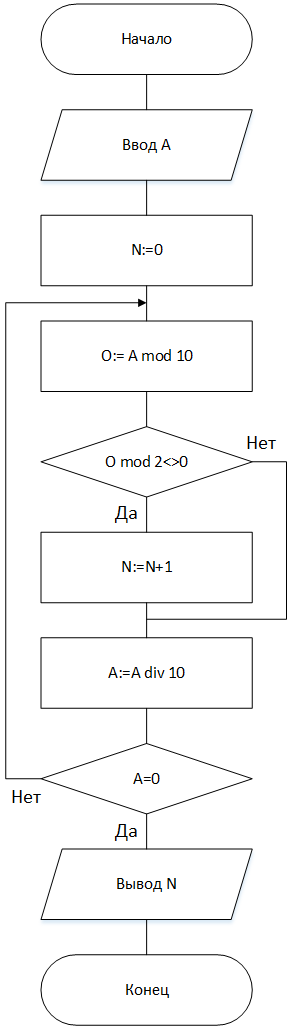 Начало
Ввод А
N:=0
O:= A mod 10
O mod 2<>0
Нет
Да
N:=N+1
A:=A div 10
A=0
Нет
Да
Вывод N
Конец